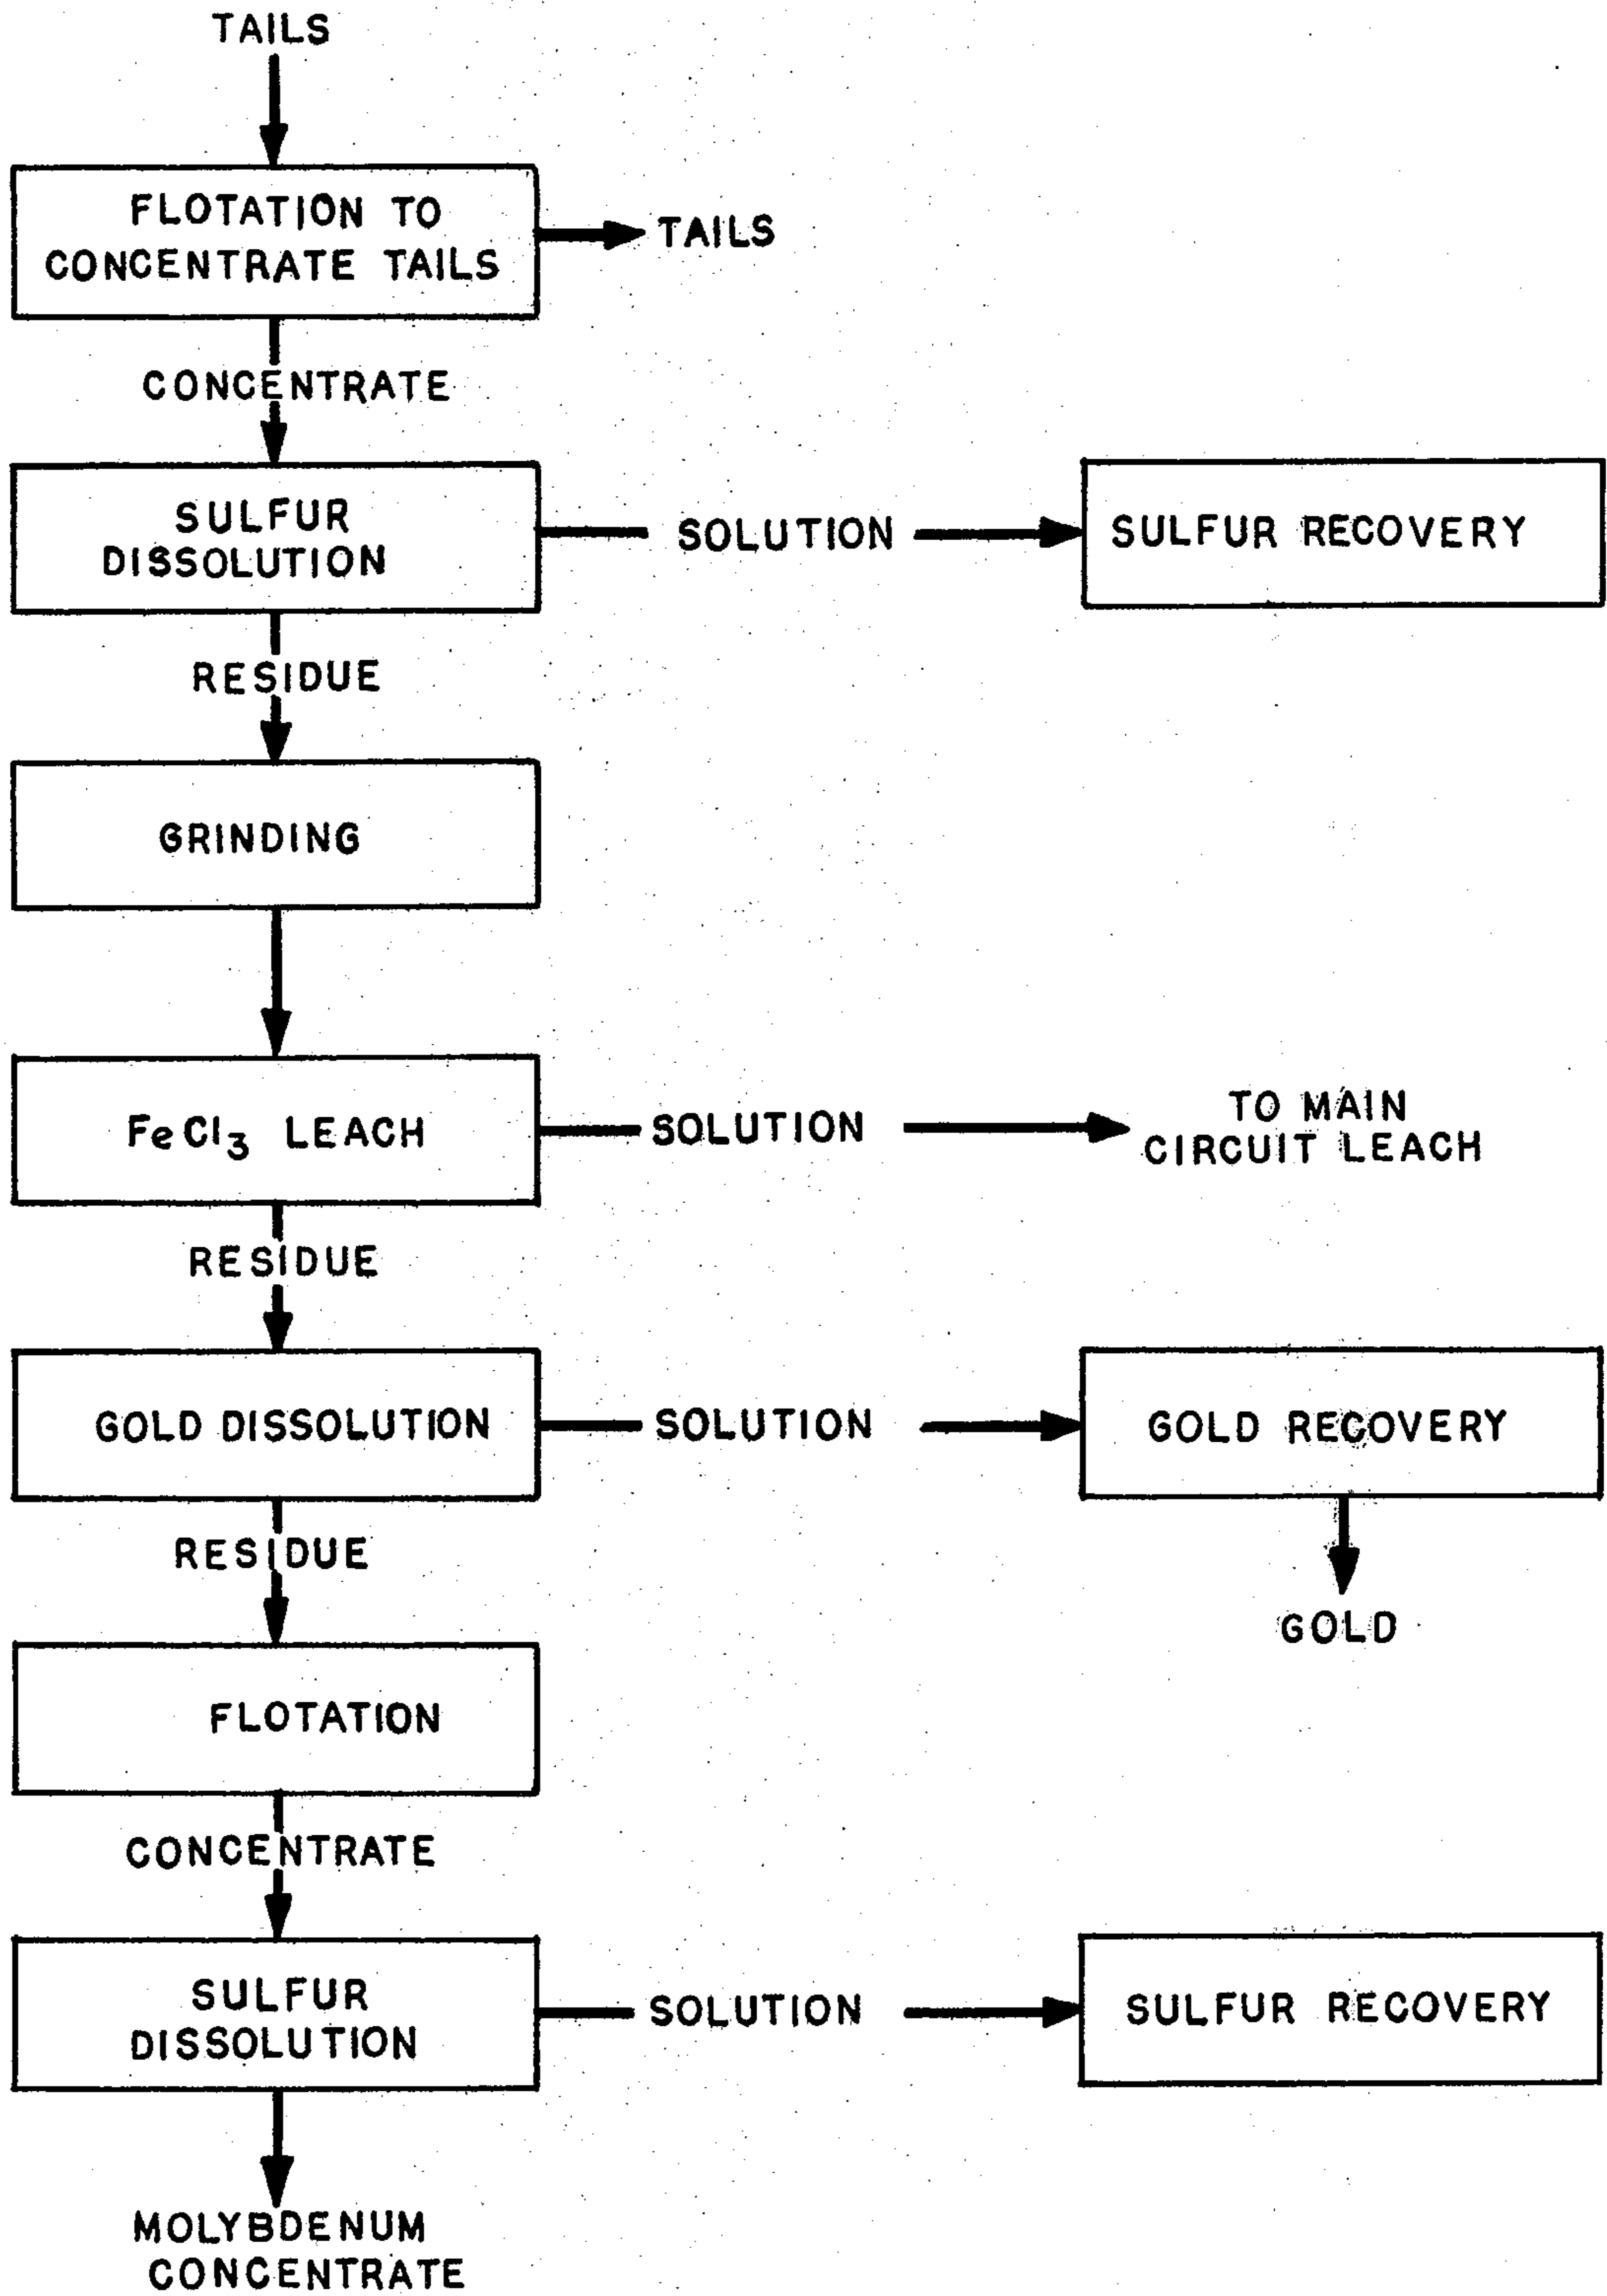 TAILS
FLOTATION TO
CONCENTRATE TAILS
TAILS
CONCENTRATE
SULFUR
DISSOLUTION
SOLUTION
SULFUR RECOVERY
RESIDUE
GRINDING
FeCl₃ LEACH
SOLUTION
TO MAIN
CIRCUIT LEACH
RESIDUE
GOLD DISSOLUTION
SOLUTION
GOLD RECOVERY
RESIDUE
GOLD
FLOTATION
CONCENTRATE
SULFUR
DISSOLUTION
SOLUTION
SULFUR RECOVERY
MOLYBDENUM
CONCENTRATE